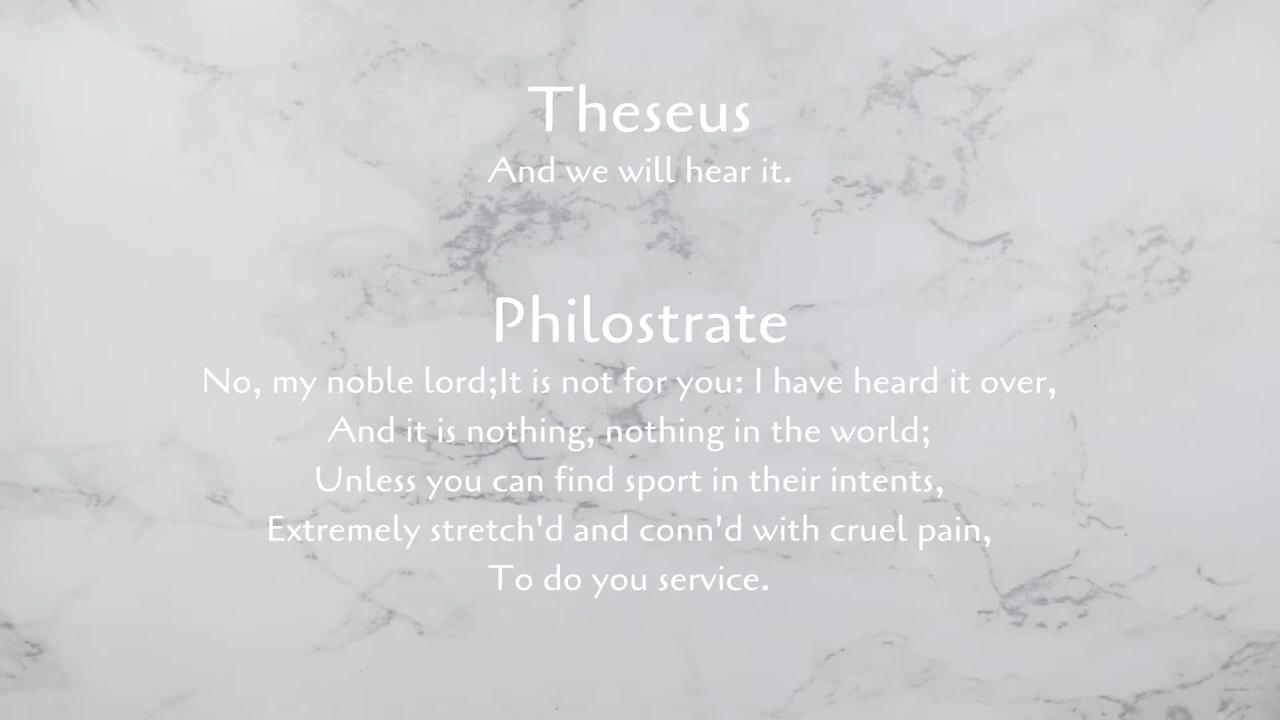 Theseus
And we will hear it.
Philostrate
No, my noble lord;It is not for you: I have heard it over,
And it is nothing, nothing in the world;
Unless you can find sport in their intents,
Extremely stretch'd and conn'd with cruel pain,
To do you service.